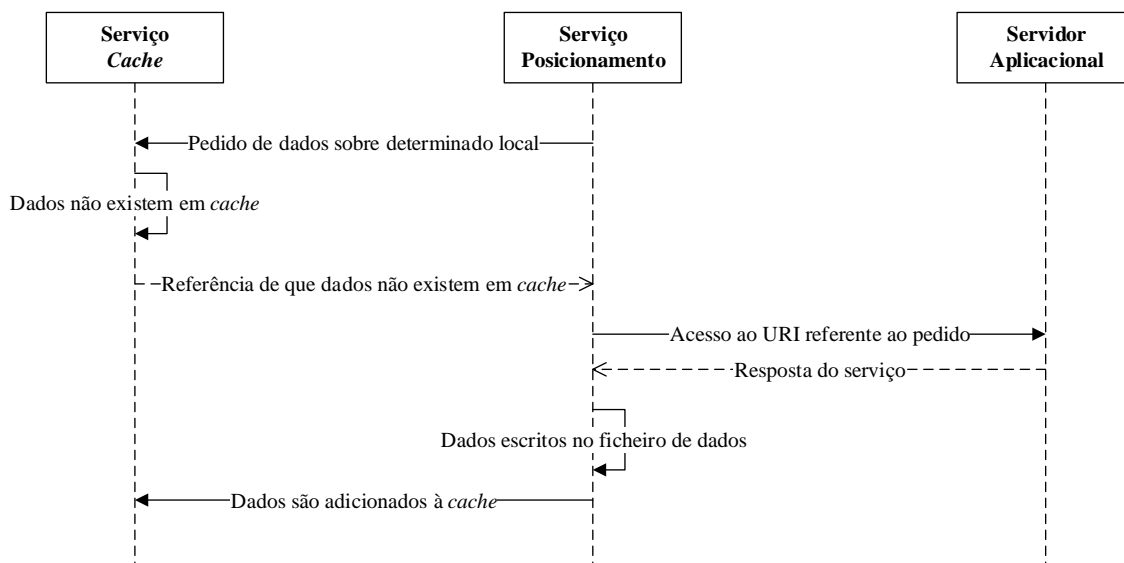 Serviço
Cache
Serviço
Posicionamento
Servidor
Aplicacional
Pedido de dados sobre determinado local
Dados não existem em cache
Referência de que dados não existem em cache
Acesso ao URI referente ao pedido
Resposta do serviço
Dados escritos no ficheiro de dados
Dados são adicionados à cache